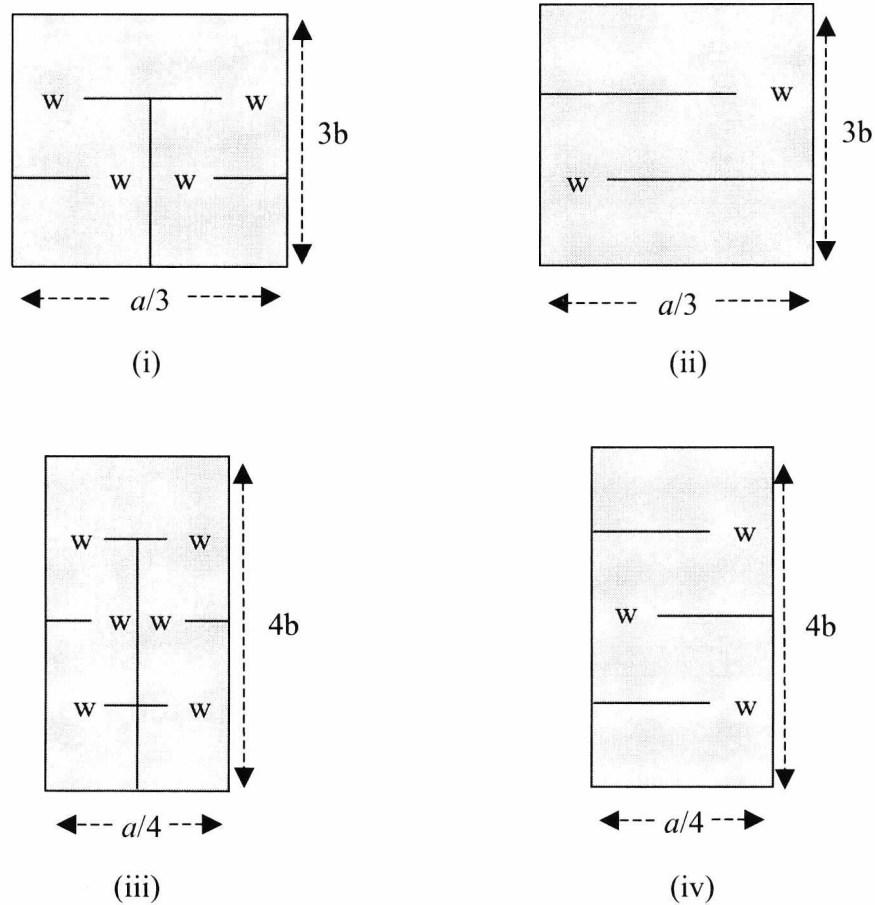 w w w
3b 3b
w w w
a/3 a/3
(i) (ii)
w w w
w w w 4b 4b
w w w
a/4 a/4
(iii) (iv)